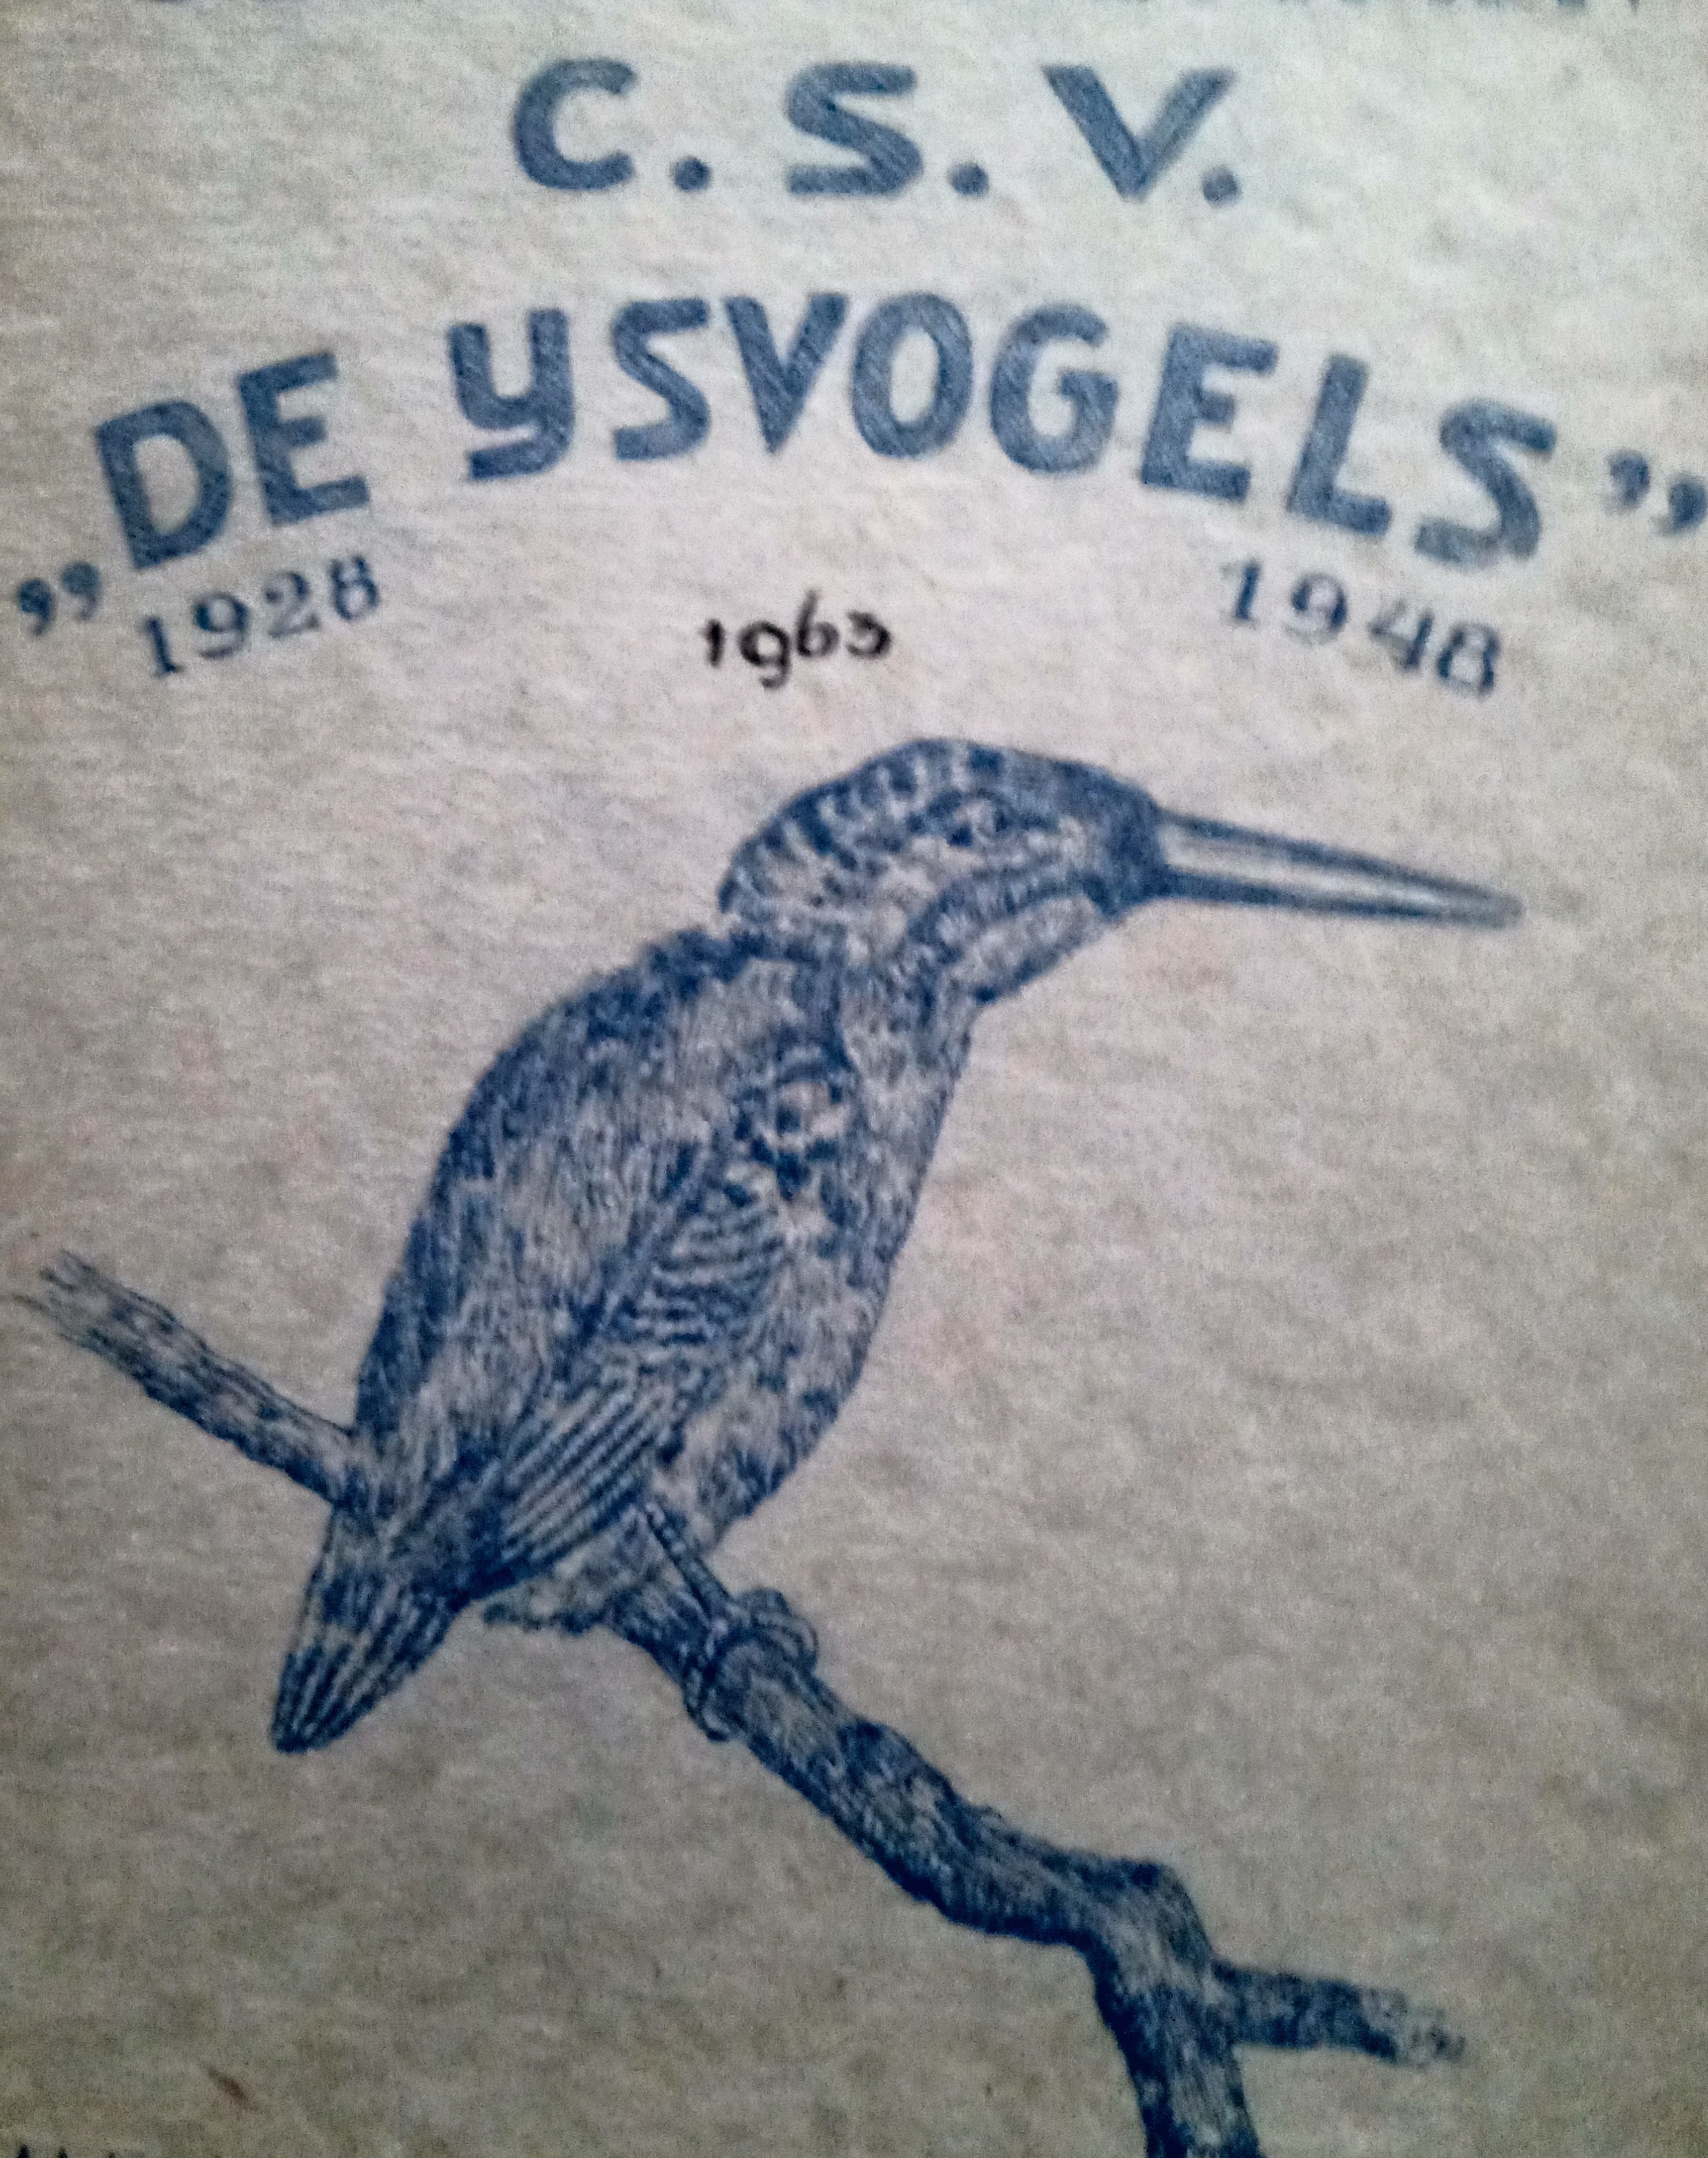 C. S. V.
„DE YSVOGELS”
1928 1963 1948